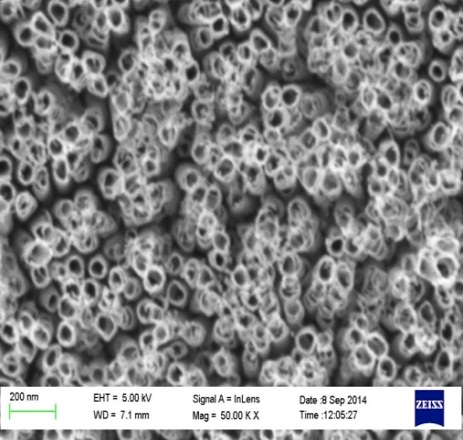 200 nm EHT = 5.00 kV Signal A = InLens Date :8 Sep 2014
WD = 7.1 mm Mag = 50.00 K X Time :12:05:27
ZEISS